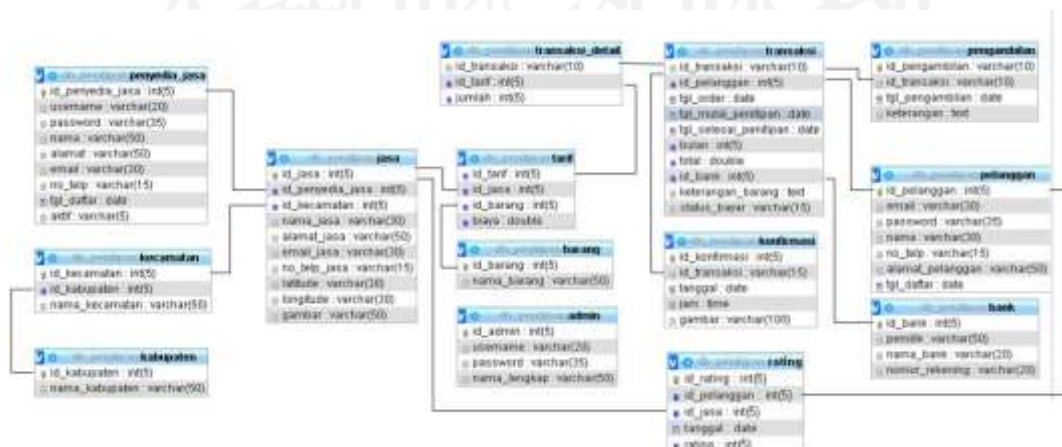 penyedia_jasa
id_penyedia_jasa : int(5)
username : varchar(20)
password : varchar(35)
nama : varchar(50)
alamat : varchar(50)
email : varchar(30)
no_telp : varchar(15)
tgl_daftar : date
aktif : varchar(5)
kecamatan
id_kecamatan : int(5)
id_kabupaten : int(5)
nama_kecamatan : varchar(50)
kabupaten
id_kabupaten : int(5)
nama_kabupaten : varchar(50)
jasa
id_jasa : int(5)
id_penyedia_jasa : int(5)
id_kecamatan : int(5)
nama_jasa : varchar(30)
alamat_jasa : varchar(50)
email_jasa : varchar(30)
no_telp_jasa : varchar(15)
latitude : varchar(30)
longitude : varchar(30)
gambar : varchar(50)
transaksi_detail
id_transaksi : varchar(10)
id_tarif : int(5)
jumlah : int(5)
tarif
id_tarif : int(5)
id_jasa : int(5)
id_barang : int(5)
biaya : double
barang
id_barang : int(5)
nama_barang : varchar(50)
admin
id_admin : int(5)
username : varchar(20)
password : varchar(35)
nama_lengkap : varchar(50)
transaksi
id_transaksi : varchar(10)
id_pelanggan : int(5)
tgl_order : date
tgl_mulai_penitipan : date
tgl_selesai_penitipan : date
bulan : int(5)
total : double
id_bank : int(5)
keterangan_barang : text
status_bayar : varchar(15)
konfirmasi
id_konfirmasi : int(5)
id_transaksi : varchar(15)
tanggal : date
jam : time
gambar : varchar(100)
rating
id_rating : int(5)
id_pelanggan : int(5)
id_jasa : int(5)
tanggal : date
rating : int(5)
pengambilan
id_pengambilan : varchar(10)
id_transaksi : varchar(10)
tgl_pengambilan : date
keterangan : text
pelanggan
id_pelanggan : int(5)
email : varchar(30)
password : varchar(35)
nama : varchar(30)
no_telp : varchar(15)
alamat_pelanggan : varchar(50)
tgl_daftar : date
bank
id_bank : int(5)
pemilik : varchar(50)
nama_bank : varchar(20)
nomor_rekening : varchar(20)